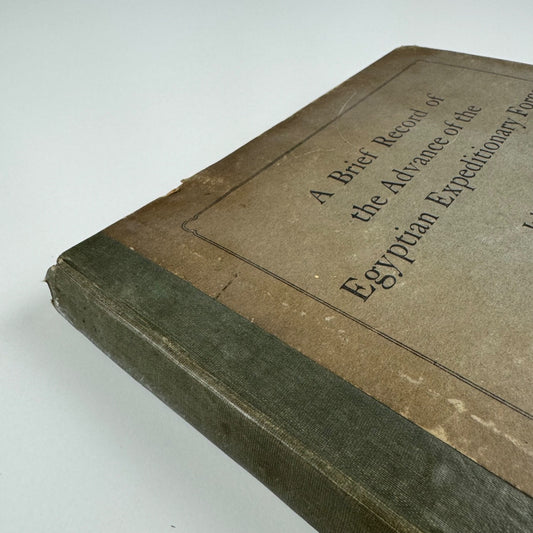 A Brief Record of
the Advance of the
Egyptian Expeditionary